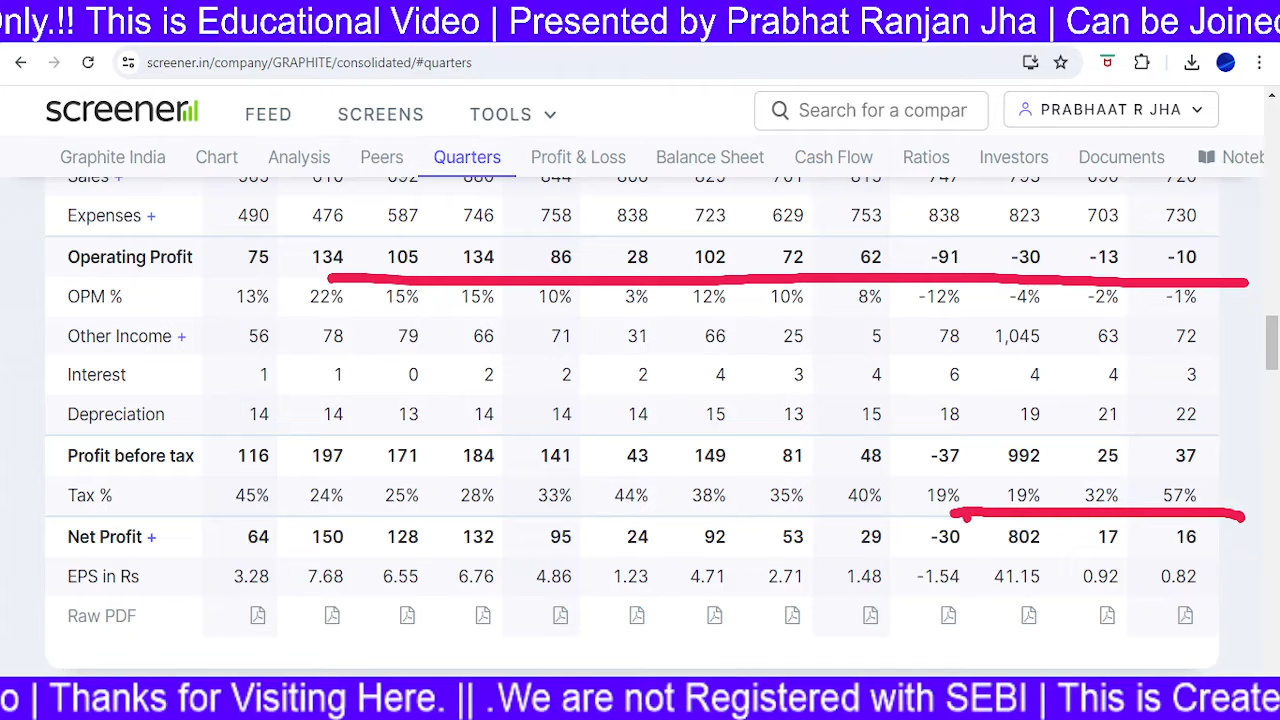 Only.!! This is Educational Video | Presented by Prabhat Ranjan Jha | Can be Joined
screener.in/company/GRAPHITE/consolidated/#quarters
screener FEED SCREENS TOOLS Search for a compar PRABHAAT R JHA
Graphite India Chart Analysis Peers Quarters Profit & Loss Balance Sheet Cash Flow Ratios Investors Documents Noteb
Sales +
Expenses + 490 476 587 746 758 838 723 629 753 838 823 703 730
Operating Profit 75 134 105 134 86 28 102 72 62 -91 -30 -13 -10
OPM % 13% 22% 15% 15% 10% 3% 12% 10% 8% -12% -4% -2% -1%
Other Income + 56 78 79 66 71 31 66 25 5 78 1,045 63 72
Interest 1 1 0 2 2 2 4 3 4 6 4 4 3
Depreciation 14 14 13 14 14 14 15 13 15 18 19 21 22
Profit before tax 116 197 171 184 141 43 149 81 48 -37 992 25 37
Tax % 45% 24% 25% 28% 33% 44% 38% 35% 40% 19% 19% 32% 57%
Net Profit + 64 150 128 132 95 24 92 53 29 -30 802 17 16
EPS in Rs 3.28 7.68 6.55 6.76 4.86 1.23 4.71 2.71 1.48 -1.54 41.15 0.92 0.82
Raw PDF
o | Thanks for Visiting Here. || .We are not Registered with SEBI | This is Create